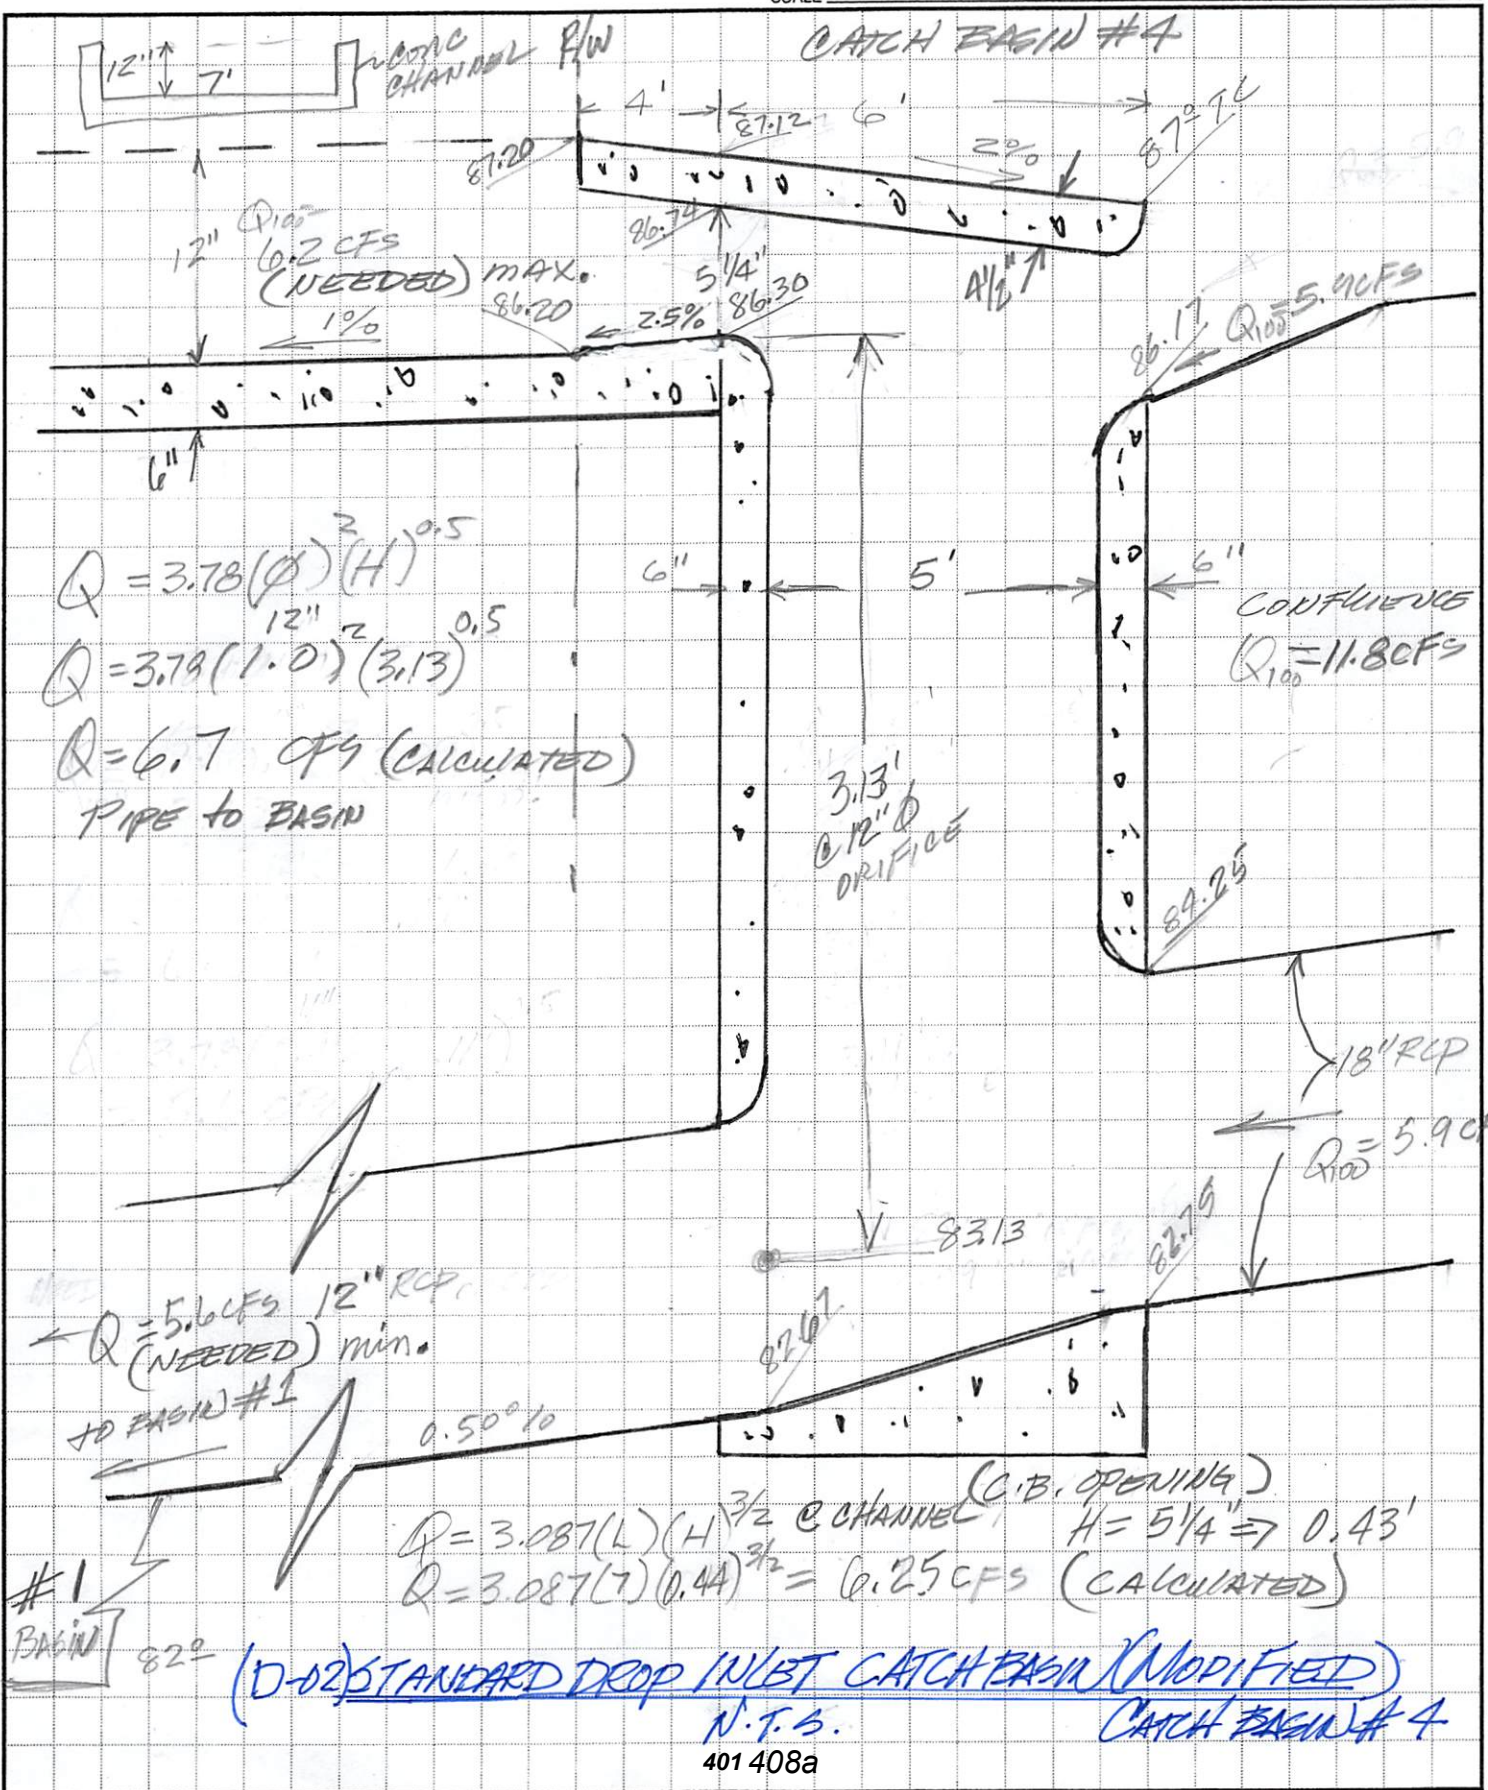 CATCH BASIN #4
12" 7'
CONC
CHANNEL
R/W
4' 6'
87.20
87.12
2%
87.0 TC
86.74
5 1/4"
4 1/2"
12"
Q100
6.2 CFS
(NEEDED) MAX.
86.20
2.5%
86.30
1%
6"
86.17
Q100=5.9CFS
Q = 3.78(Ø)²(H)^0.5
12"
Q = 3.78(1.0)²(3.13)^0.5
Q = 6.7 CFS (CALCULATED)
PIPE to BASIN
6" 5' 6"
CONFLUENCE
Q100=11.8CFS
3.13'
@ 12"Ø
ORIFICE
84.25
18" RCP
Q100=5.9
83.13
82.75
82.67
Q = 5.6CFS 12" RCP
(NEEDED) min.
TO BASIN #1
0.50%
(C.B. OPENING)
Q = 3.087(L)(H)^3/2 @ CHANNEL H = 5 1/4" => 0.43'
Q = 3.087(7)(0.44)^3/2 = 6.25CFS (CALCULATED)
#1
BASIN
82.0
(D-02) STANDARD DROP INLET CATCH BASIN (MODIFIED)
N.T.S. CATCH BASIN #4
401 408a